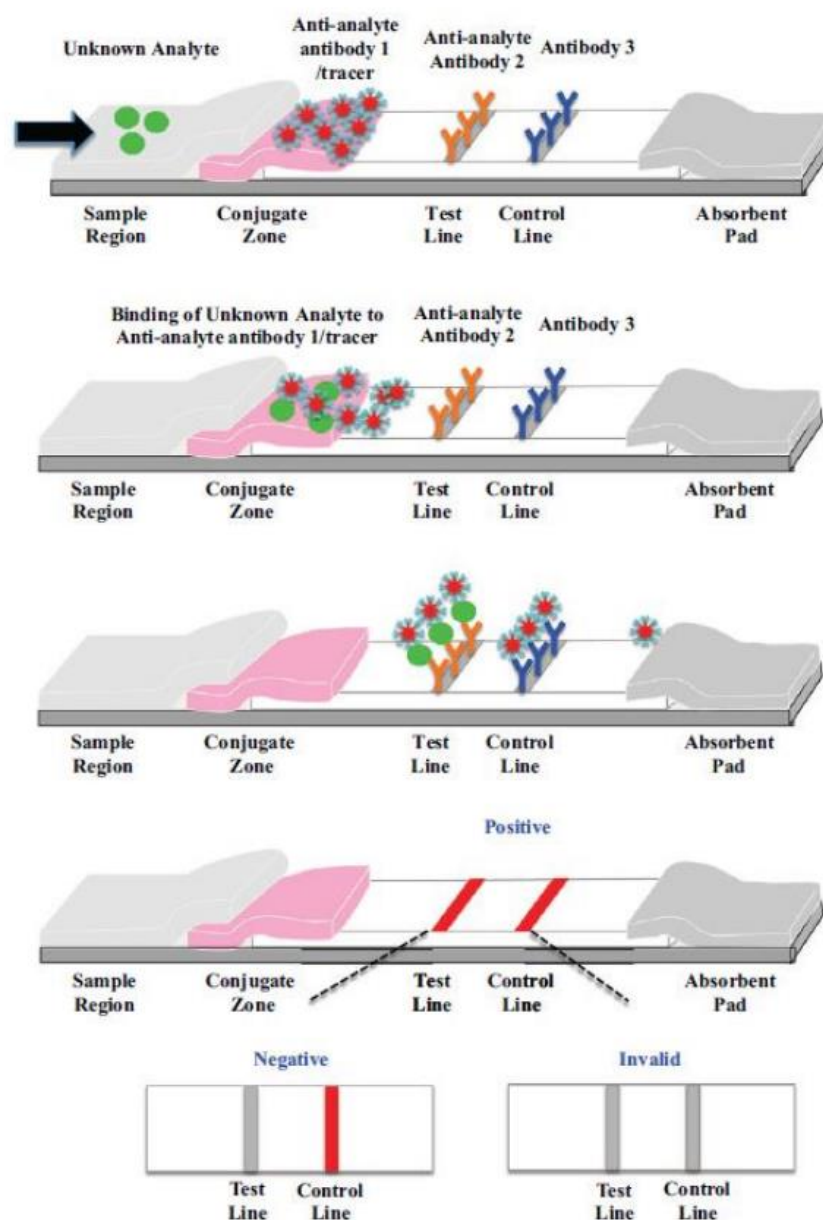 Unknown Analyte
Anti-analyte
antibody 1
/tracer
Anti-analyte
Antibody 2
Antibody 3
Sample
Region
Conjugate
Zone
Test
Line
Control
Line
Absorbent
Pad
Binding of Unknown Analyte to
Anti-analyte antibody 1/tracer
Anti-analyte
Antibody 2
Antibody 3
Sample
Region
Conjugate
Zone
Test
Line
Control
Line
Absorbent
Pad
Sample
Region
Conjugate
Zone
Test
Line
Control
Line
Absorbent
Pad
Positive
Sample
Region
Conjugate
Zone
Test
Line
Control
Line
Absorbent
Pad
Negative
Test
Line
Control
Line
Invalid
Test
Line
Control
Line